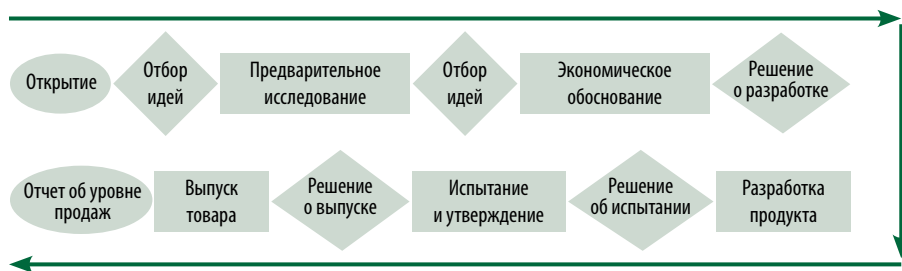 Открытие
Отбор
идей
Предварительное
исследование
Отбор
идей
Экономическое
обоснование
Решение
о разработке
Отчет об уровне
продаж
Выпуск
товара
Решение
о выпуске
Испытание
и утверждение
Решение
об испытании
Разработка
продукта